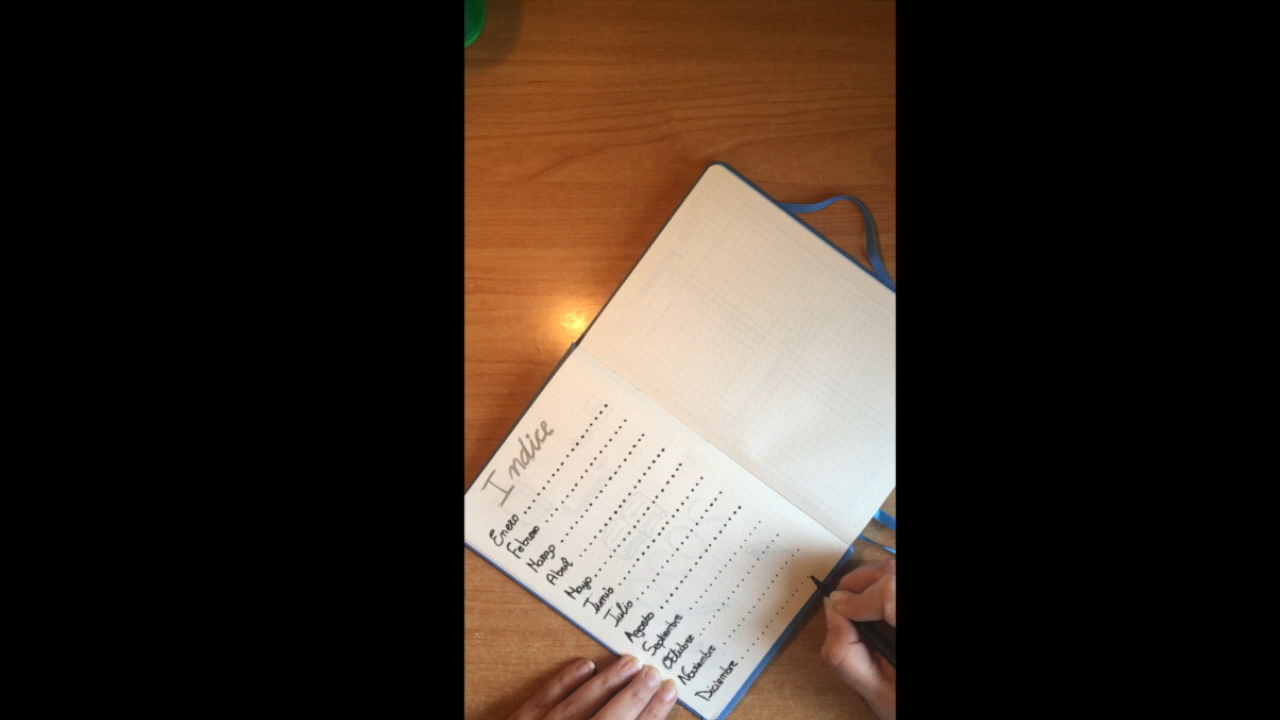 Indice
Enero
Febrero
Marzo
Abril
Mayo
Junio
Julio
Agosto
Septiembre
Octubre
Noviembre
Diciembre